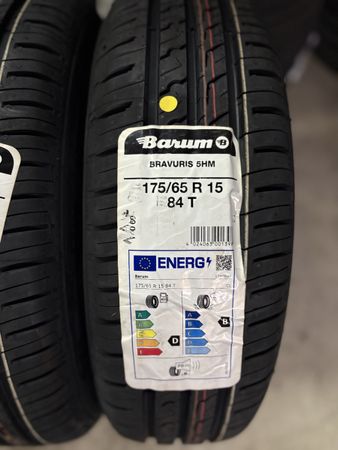 Barum B
BRAVURIS 5HM
175/65 R 15
84 T
ENERG
Barum
175/65 R 15 84 T
A
B
C
D
E
D
A
B
C
D
E
B